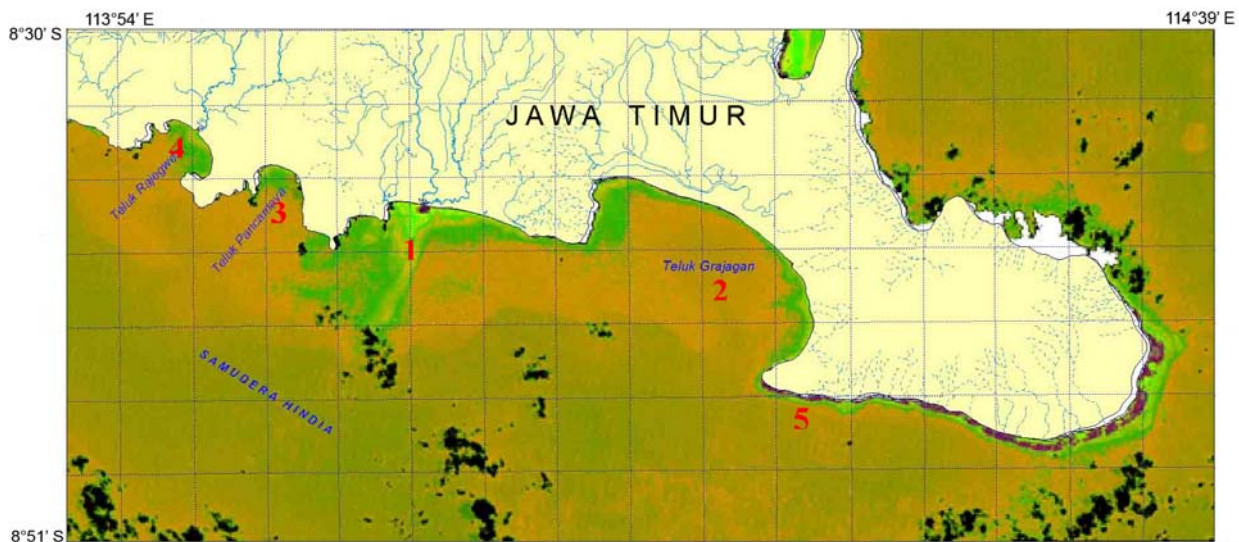 113°54' E
114°39' E
8°30' S
JAWA TIMUR
4
Teluk Rajegwesi
3
Teluk Pancamaya
1
Teluk Grajagan
2
SAMUDERA HINDIA
5
8°51' S